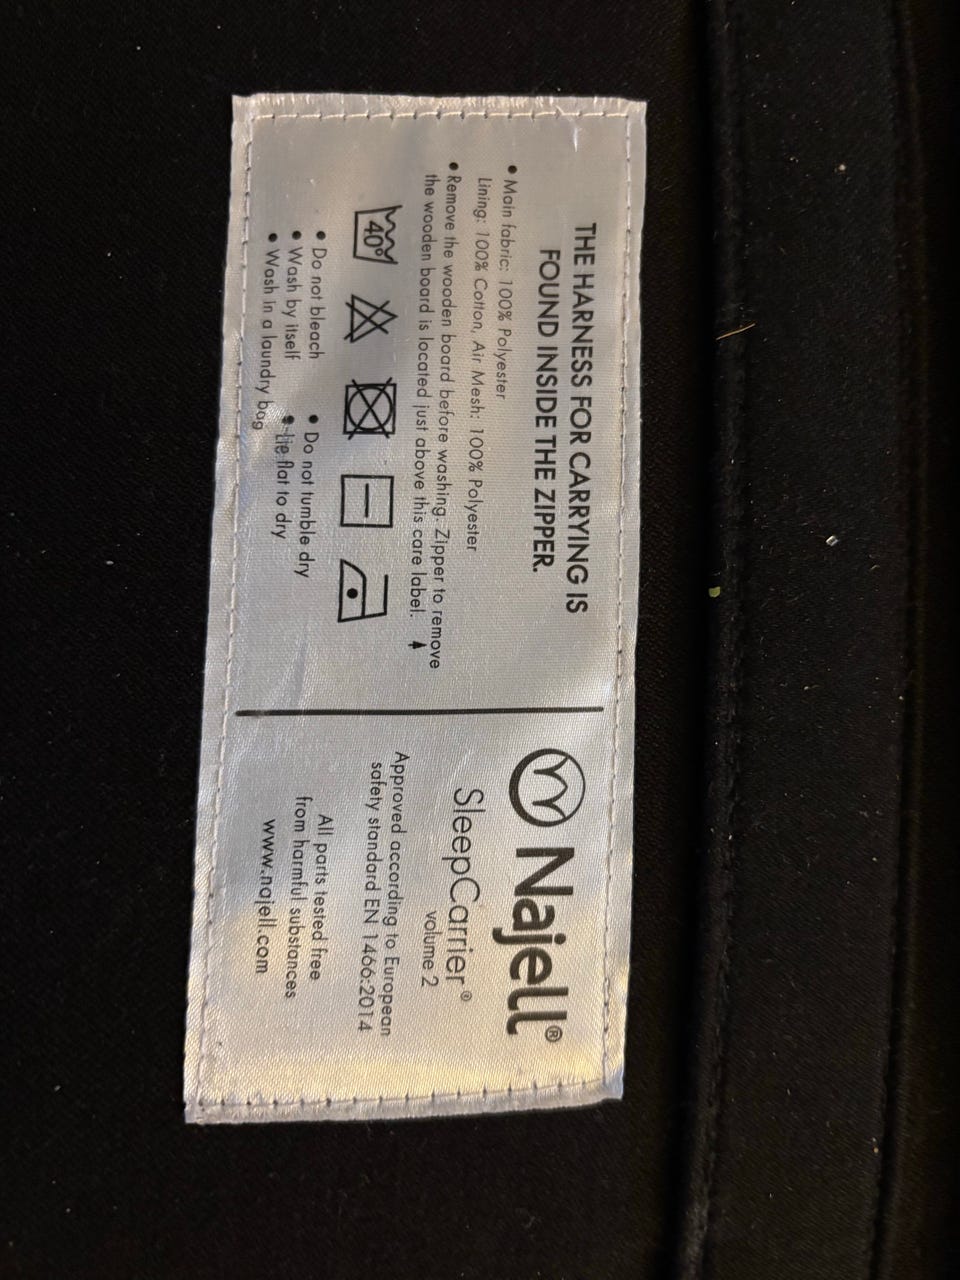 THE HARNESS FOR CARRYING IS
FOUND INSIDE THE ZIPPER.
• Main fabric: 100% Polyester
Lining: 100% Cotton, Air Mesh: 100% Polyester
• Remove the wooden board before washing. Zipper to remove
the wooden board is located just above this care label.
40°
• Do not bleach
• Wash by itself
• Wash in a laundry bag
• Do not tumble dry
• Lie flat to dry
Najell®
SleepCarrier®
volume 2
Approved according to European
safety standard EN 1466:2014
All parts tested free
from harmful substances
www.najell.com